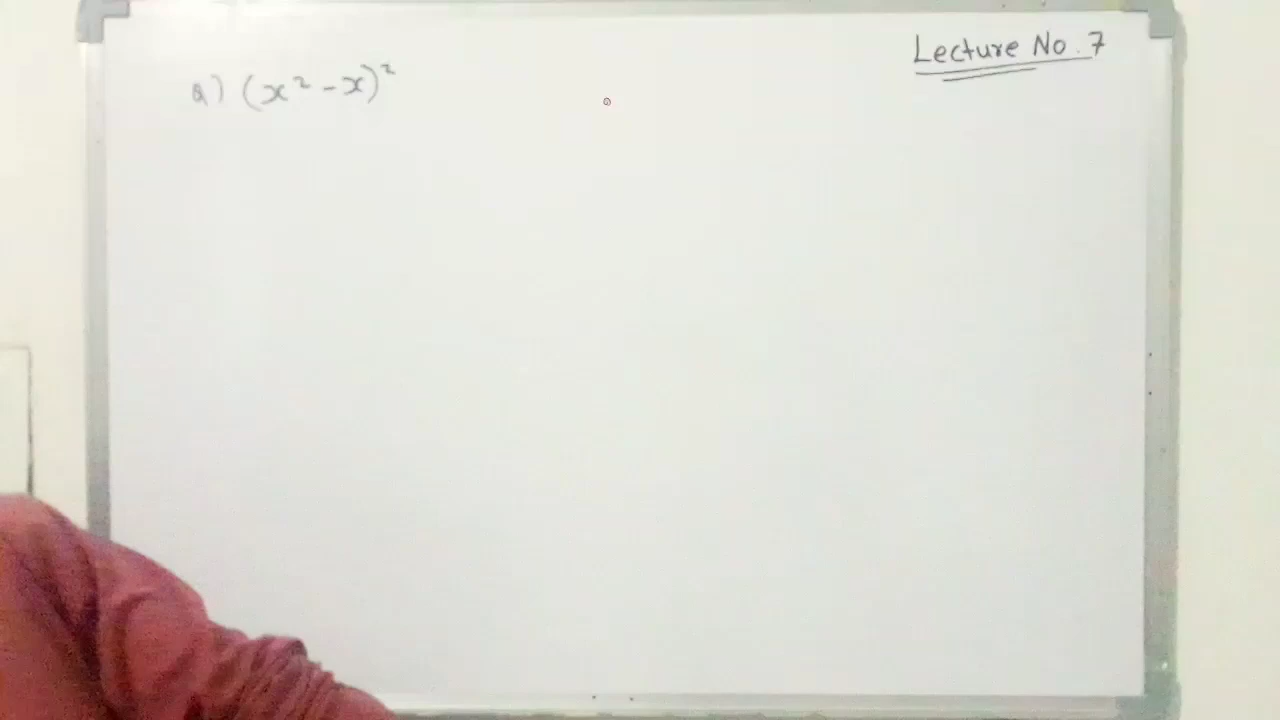 Lecture No. 7
Q) (x² - x)²